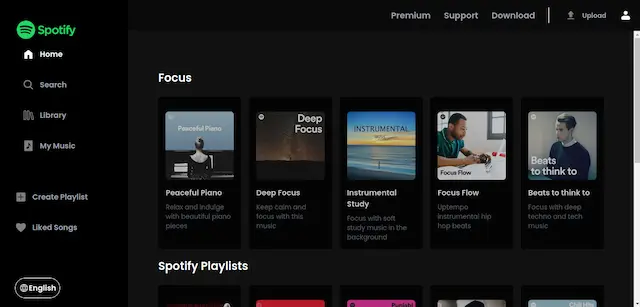 Spotify
Premium
Support
Download
Upload
Home
Search
Library
My Music
Create Playlist
Liked Songs
English
Focus
Peaceful Piano
Peaceful Piano
Relax and indulge
with beautiful piano
pieces
Deep
Focus
Deep Focus
Keep calm and
focus with this
music
INSTRUMENTAL
Instrumental
Study
Focus with soft
study music in the
background
Focus Flow
Focus Flow
Uptempo
instrumental hip
hop beats
Beats
to think to
Beats to think to
Focus with deep
techno and tech
music
Spotify Playlists